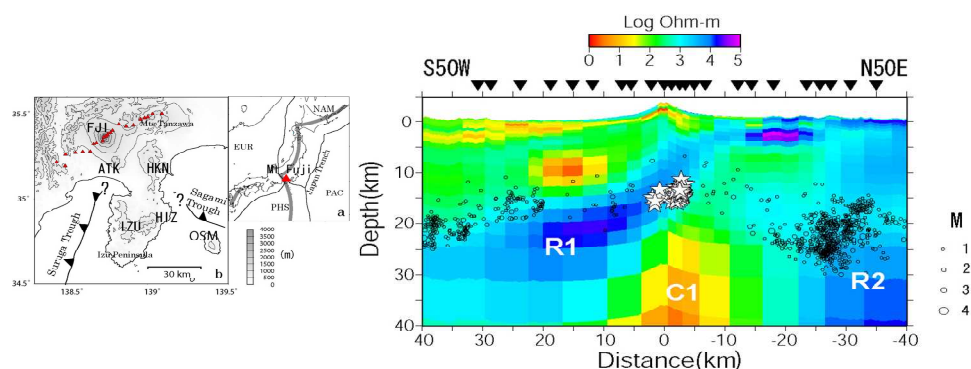 35.5
35°
34.5
138.5
139°
139.5
FJI
Mts Tanzawa
ATK
HKN
?
?
Sagami
Trough
Suruga Trough
IZU
HIZ
OSM
Izu Peninsula
30 km
b
NAM
EUR
Mt Fuji
Japan Trench
PAC
PHS
a
4000
3500
3000
2500
2000
1500
1000
500
0
(m)
Log Ohm-m
0 1 2 3 4 5
S50W
N50E
Depth(km)
0
10
20
30
40
R1
C1
R2
40 30 20 10 0 -10 -20 -30 -40
Distance(km)
M
1
2
3
4